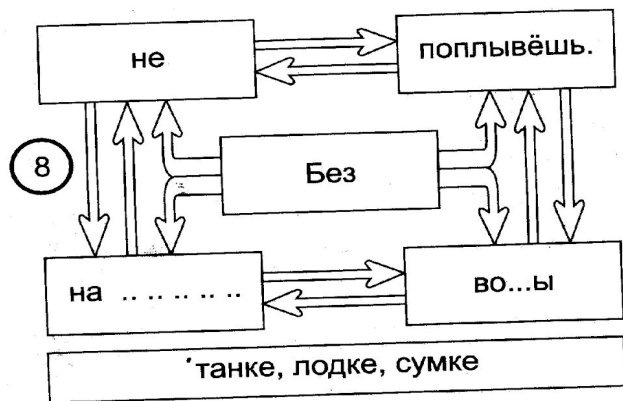 не
поплывёшь.
8
Без
на .. .. .. .. ..
во...ы
танке, лодке, сумке